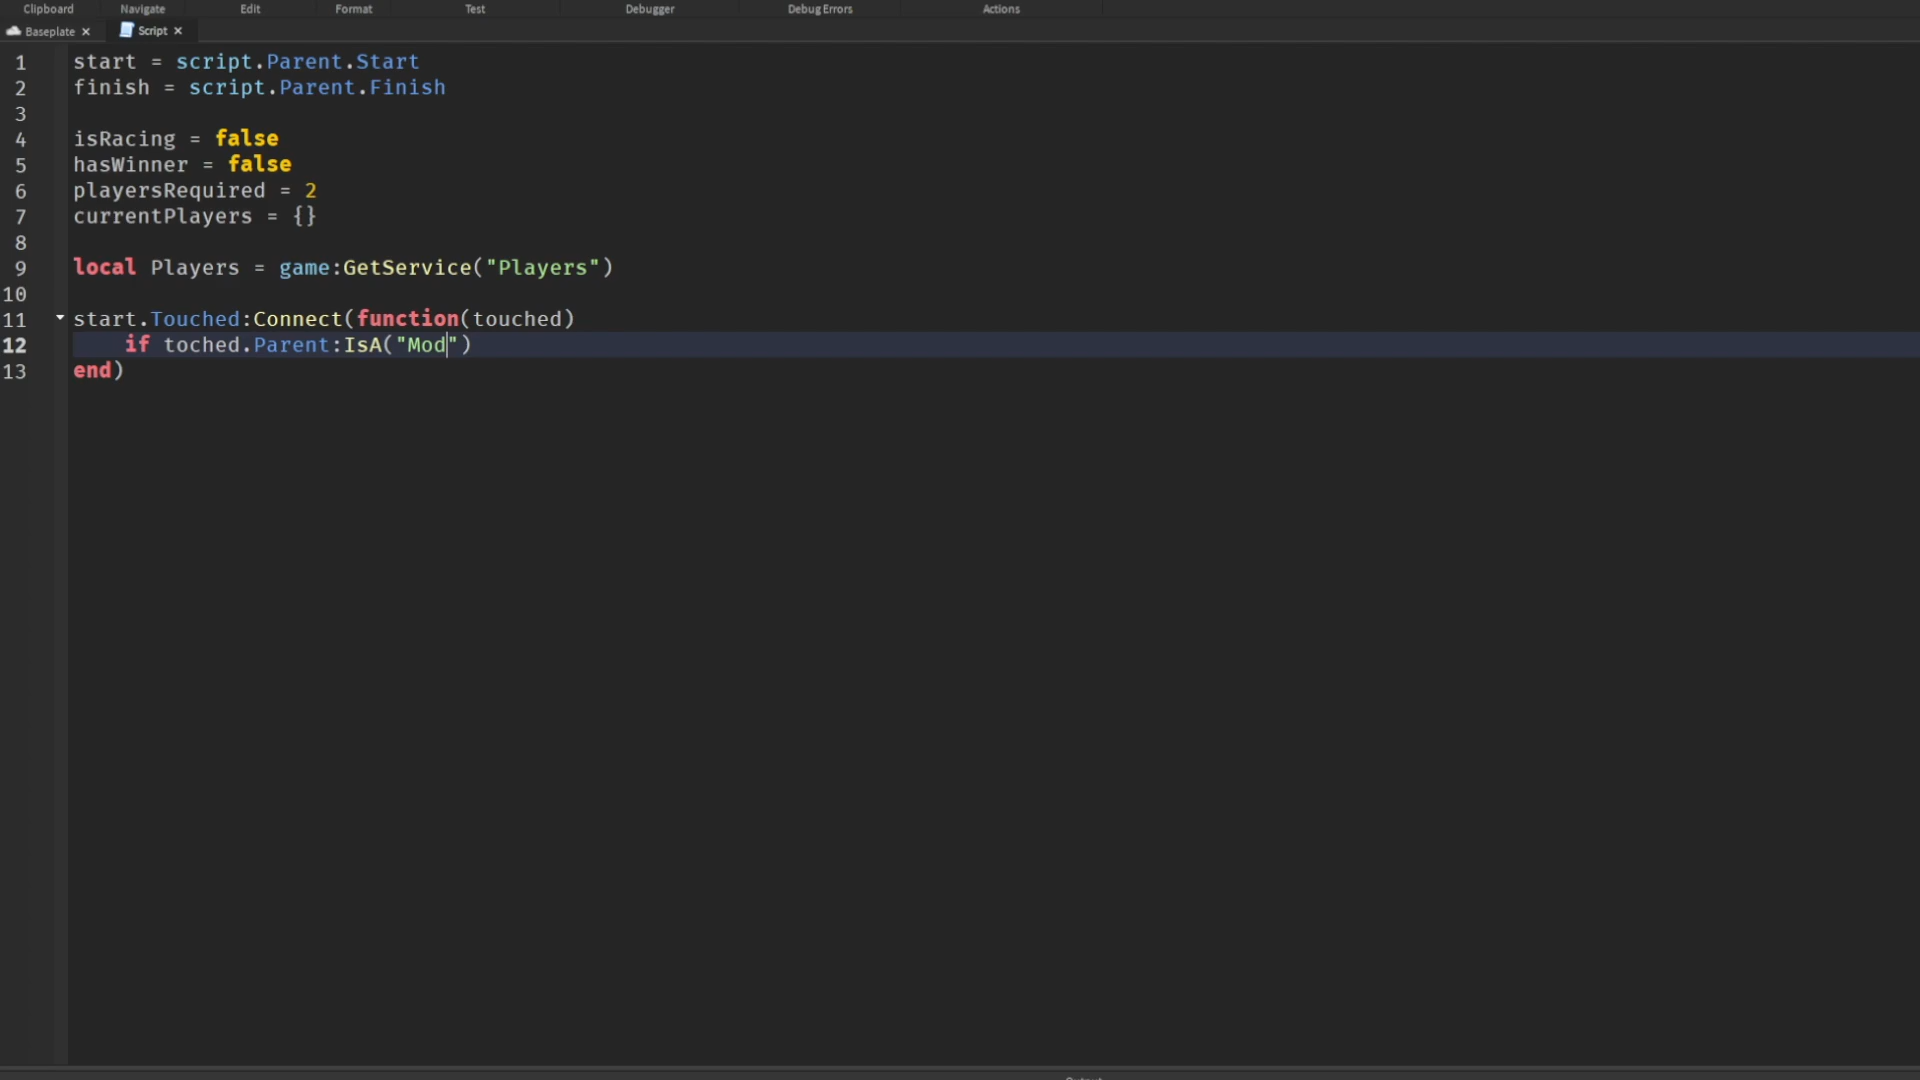 Clipboard Navigate Edit Format Test Debugger Debug Errors Actions
Baseplate × Script ×
1 start = script.Parent.Start
2 finish = script.Parent.Finish
3
4 isRacing = false
5 hasWinner = false
6 playersRequired = 2
7 currentPlayers = {}
8
9 local Players = game:GetService("Players")
10
11 start.Touched:Connect(function(touched)
12 if toched.Parent:IsA("Mod")
13 end)